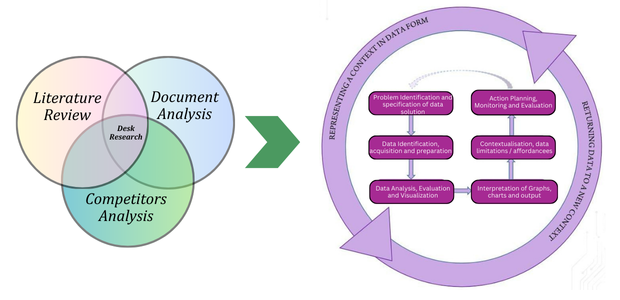 Literature
Review
Document
Analysis
Desk
Research
Competitors
Analysis
REPRESENTING A CONTEXT IN DATA FORM
RETURNING DATA TO A NEW CONTEXT
Problem Identification and
specification of data
solution
Data Identification,
acquisition and preparation
Data Analysis, Evaluation
and Visualization
Interpretation of Graphs,
charts and output
Contextualisation, data
limitations / affordancees
Action Planning,
Monitoring and Evaluation